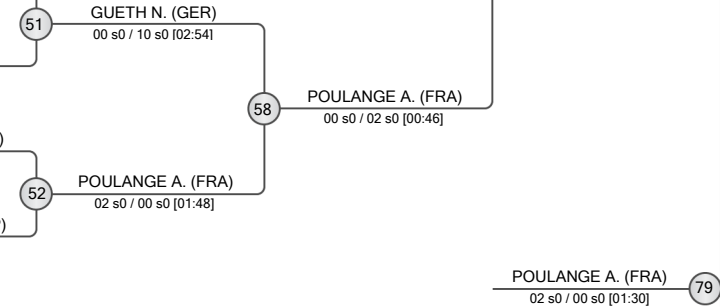 51
GUETH N. (GER)
00 s0 / 10 s0 [02:54]
58
POULANGE A. (FRA)
00 s0 / 02 s0 [00:46]
)
52
POULANGE A. (FRA)
02 s0 / 00 s0 [01:48]
)
POULANGE A. (FRA)
02 s0 / 00 s0 [01:30]
79